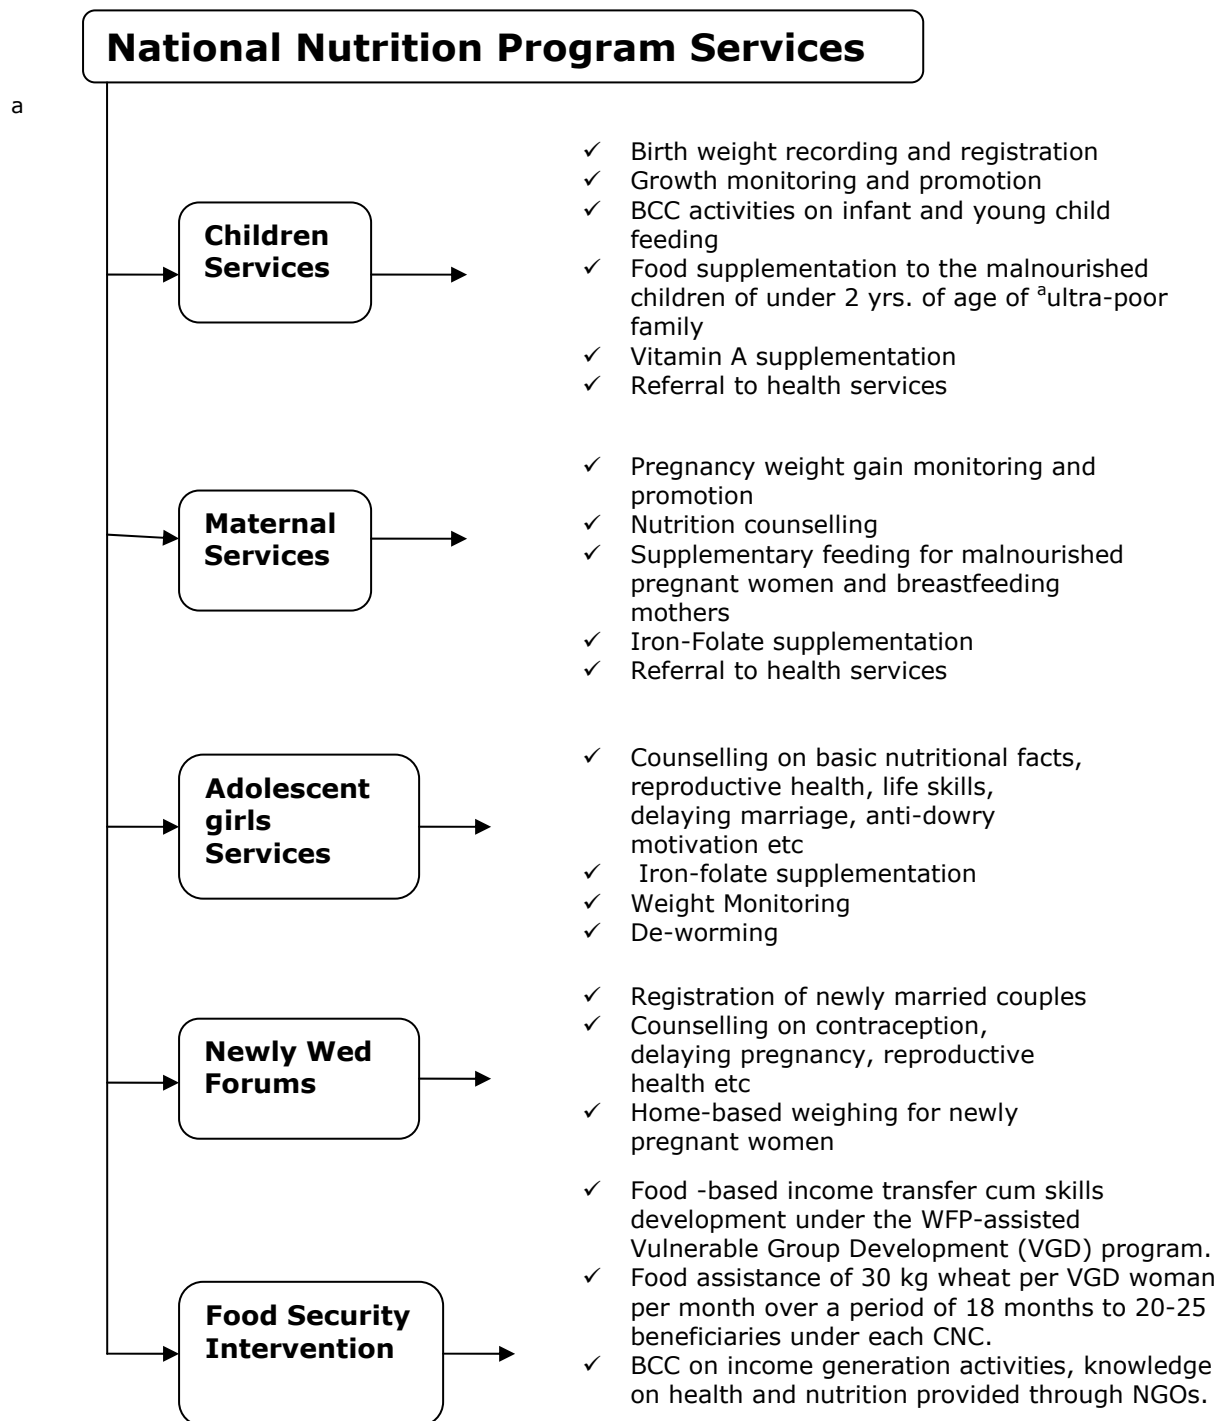 National Nutrition Program Services
a
Children
Services
✓ Birth weight recording and registration
✓ Growth monitoring and promotion
✓ BCC activities on infant and young child
feeding
✓ Food supplementation to the malnourished
children of under 2 yrs. of age of ᵃultra-poor
family
✓ Vitamin A supplementation
✓ Referral to health services
Maternal
Services
✓ Pregnancy weight gain monitoring and
promotion
✓ Nutrition counselling
✓ Supplementary feeding for malnourished
pregnant women and breastfeeding
mothers
✓ Iron-Folate supplementation
✓ Referral to health services
Adolescent
girls
Services
✓ Counselling on basic nutritional facts,
reproductive health, life skills,
delaying marriage, anti-dowry
motivation etc
✓ Iron-folate supplementation
✓ Weight Monitoring
✓ De-worming
Newly Wed
Forums
✓ Registration of newly married couples
✓ Counselling on contraception,
delaying pregnancy, reproductive
health etc
✓ Home-based weighing for newly
pregnant women
Food Security
Intervention
✓ Food -based income transfer cum skills
development under the WFP-assisted
Vulnerable Group Development (VGD) program.
✓ Food assistance of 30 kg wheat per VGD woman
per month over a period of 18 months to 20-25
beneficiaries under each CNC.
✓ BCC on income generation activities, knowledge
on health and nutrition provided through NGOs.